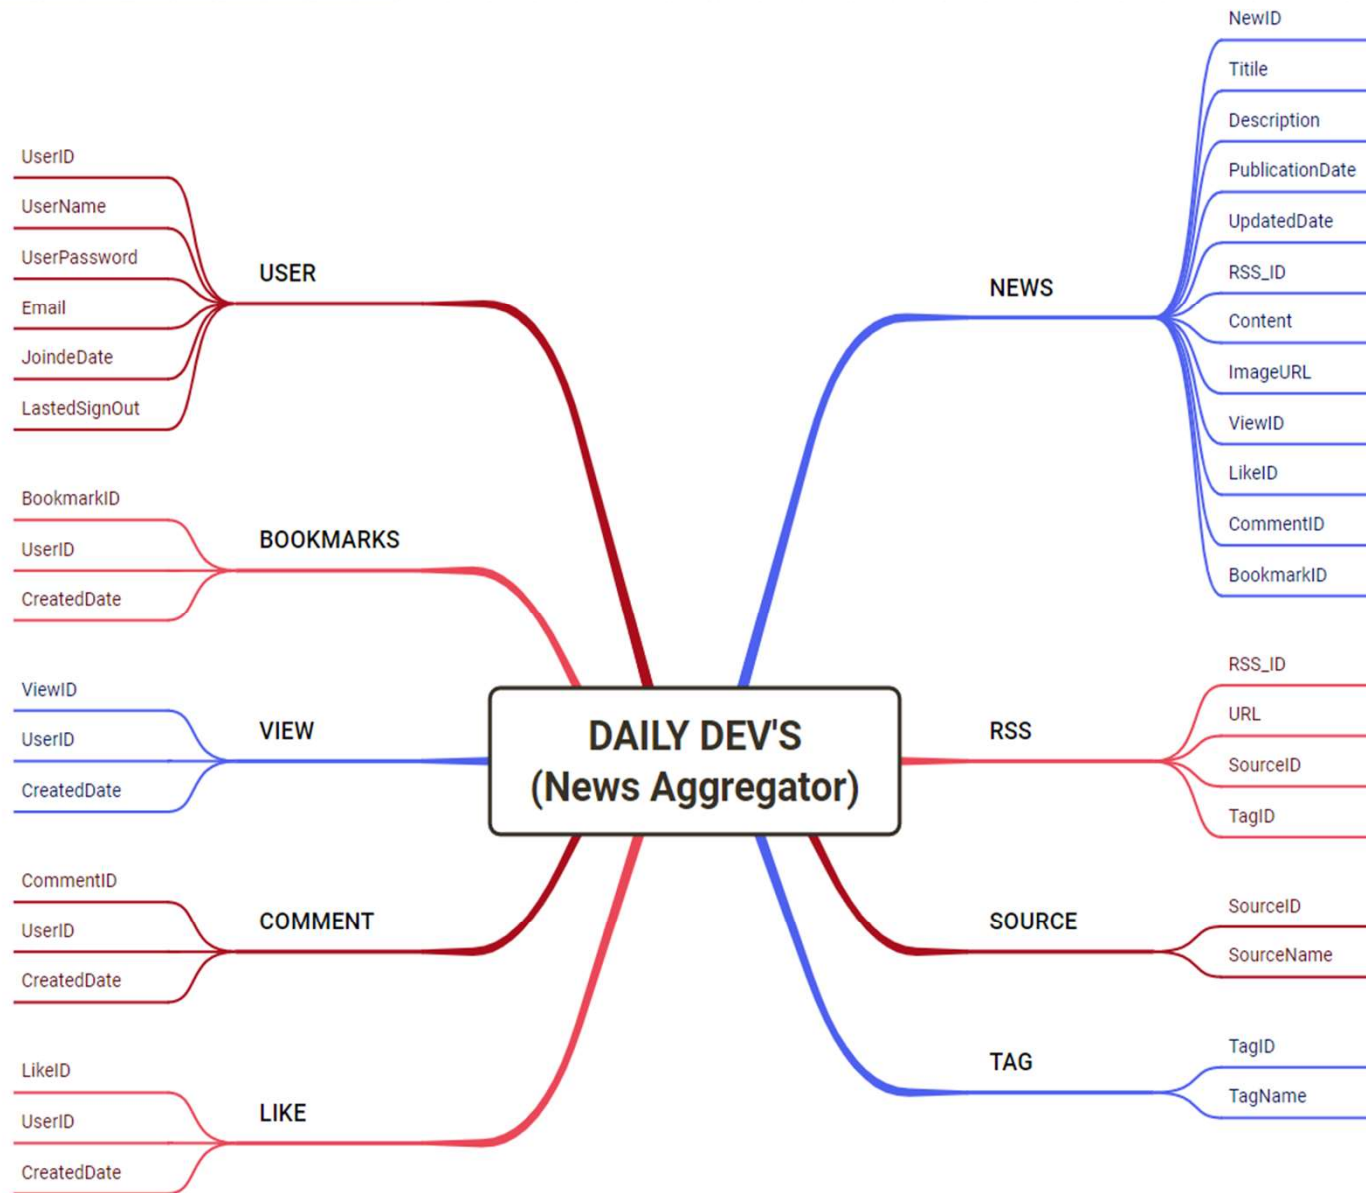 DAILY DEV'S
(News Aggregator)
USER
UserID
UserName
UserPassword
Email
JoindeDate
LastedSignOut
BOOKMARKS
BookmarkID
UserID
CreatedDate
VIEW
ViewID
UserID
CreatedDate
COMMENT
CommentID
UserID
CreatedDate
LIKE
LikeID
UserID
CreatedDate
NEWS
NewID
Titile
Description
PublicationDate
UpdatedDate
RSS_ID
Content
ImageURL
ViewID
LikeID
CommentID
BookmarkID
RSS
RSS_ID
URL
SourceID
TagID
SOURCE
SourceID
SourceName
TAG
TagID
TagName